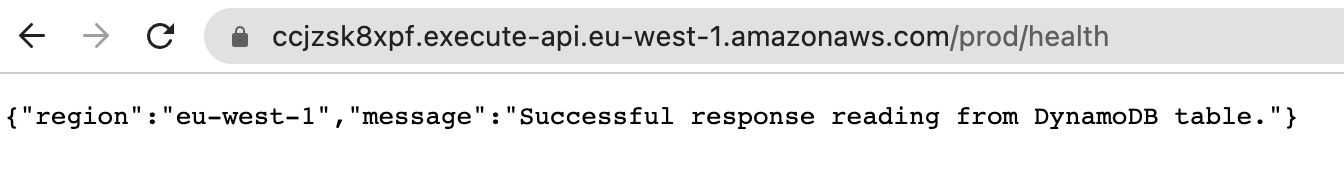 ccjzsk8xpf.execute-api.eu-west-1.amazonaws.com/prod/health
{"region":"eu-west-1","message":"Successful response reading from DynamoDB table."}